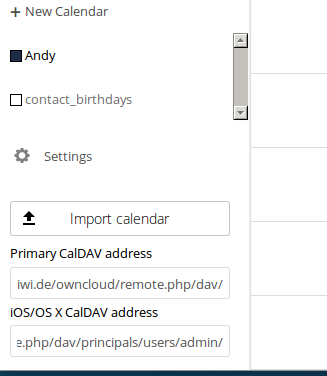 + New Calendar
Andy
contact_birthdays
Settings
Import calendar
Primary CalDAV address
iwi.de/owncloud/remote.php/dav/
iOS/OS X CalDAV address
e.php/dav/principals/users/admin/